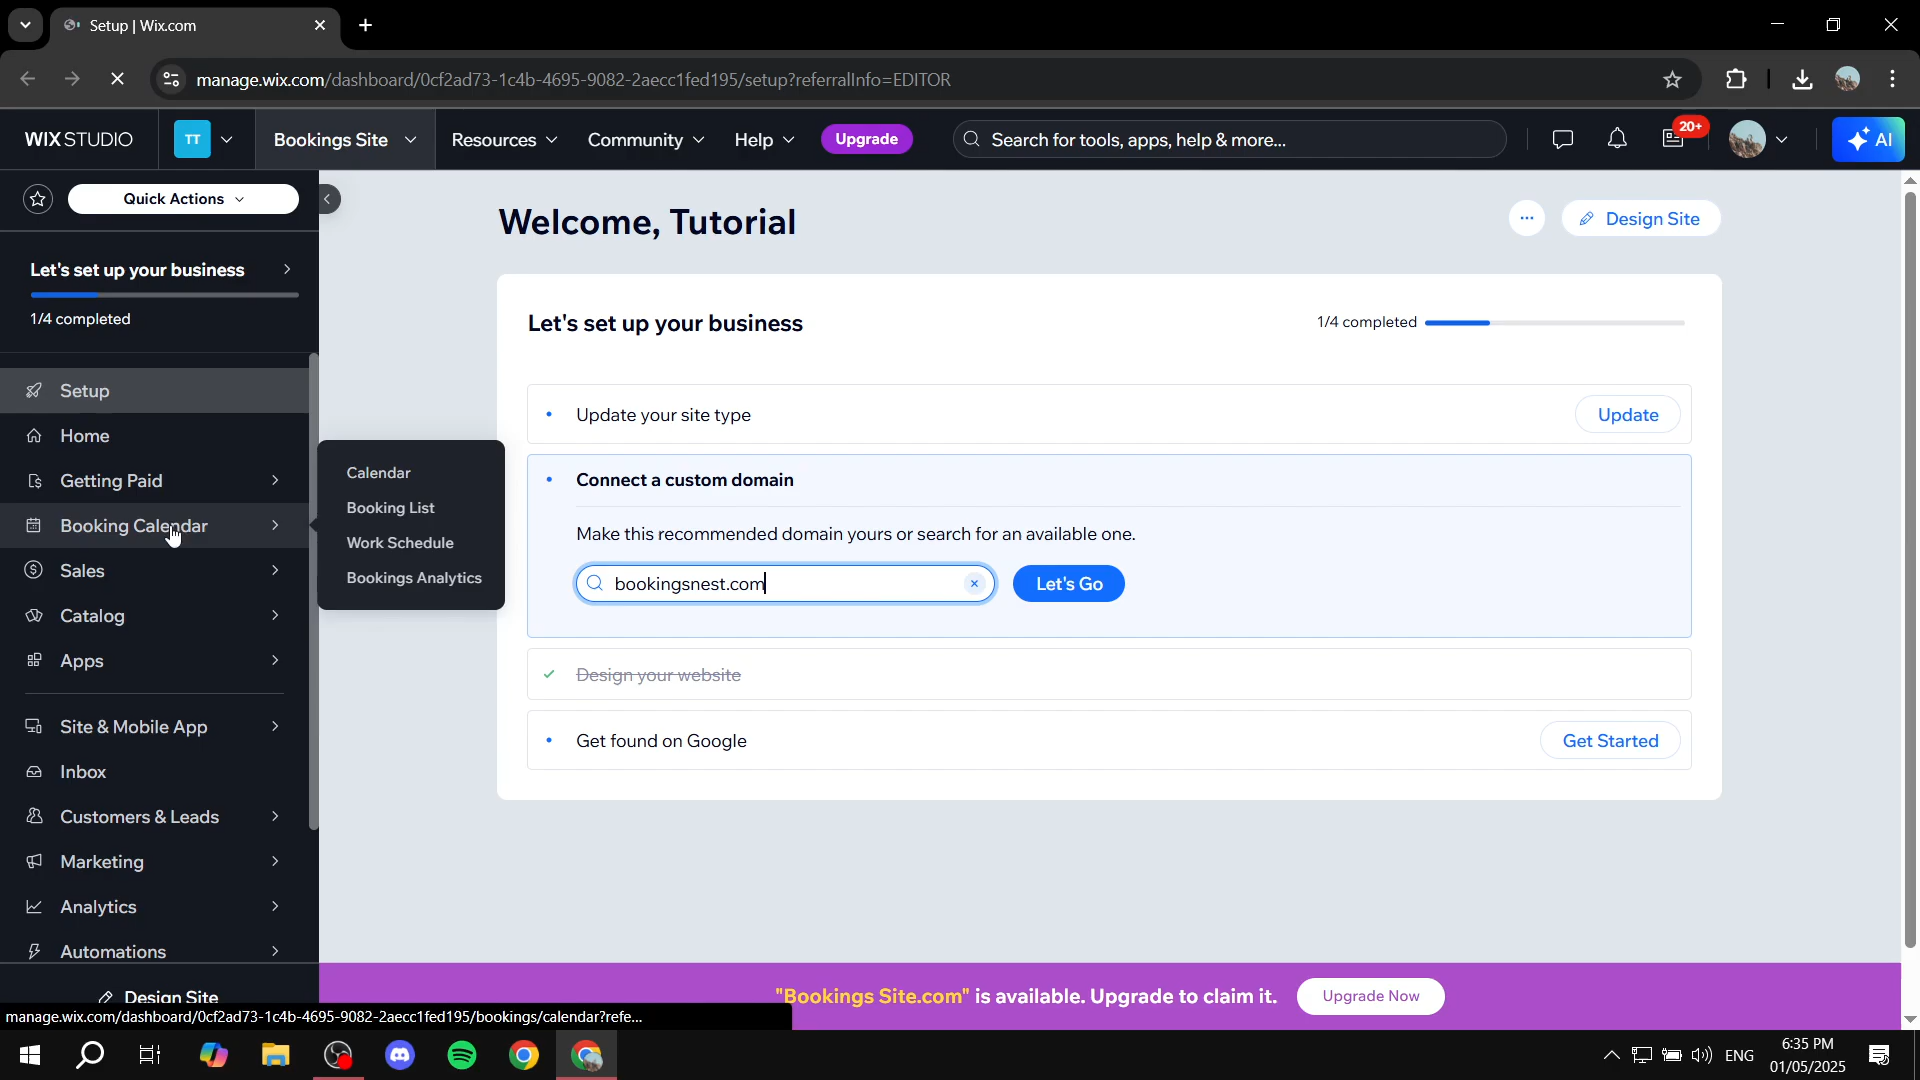 Setup | Wix.com
manage.wix.com/dashboard/0cf2ad73-1c4b-4695-9082-2aecc1fed195/setup?referralInfo=EDITOR
WIX STUDIO
TT
Bookings Site
Resources
Community
Help
Upgrade
Search for tools, apps, help & more...
20+
AI
Quick Actions
Let's set up your business
1/4 completed
Setup
Home
Getting Paid
Booking Calendar
Sales
Catalog
Apps
Site & Mobile App
Inbox
Customers & Leads
Marketing
Analytics
Automations
Design Site
manage.wix.com/dashboard/0cf2ad73-1c4b-4695-9082-2aecc1fed195/bookings/calendar?refe...
Calendar
Booking List
Work Schedule
Bookings Analytics
Welcome, Tutorial
Design Site
Let's set up your business
1/4 completed
Update your site type
Update
Connect a custom domain
Make this recommended domain yours or search for an available one.
bookingsnest.com
Let's Go
Design your website
Get found on Google
Get Started
"Bookings Site.com" is available. Upgrade to claim it.
Upgrade Now
ENG
6:35 PM
01/05/2025